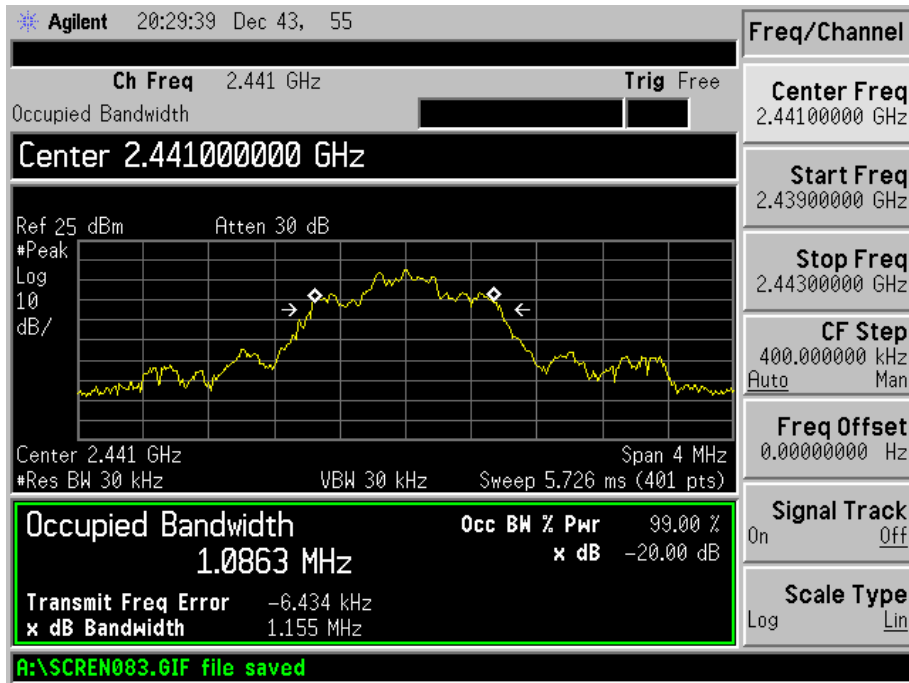 Agilent 20:29:39 Dec 43, 55
Ch Freq 2.441 GHz Trig Free
Occupied Bandwidth
Center 2.441000000 GHz
Ref 25 dBm Atten 30 dB
#Peak
Log
10
dB/
Center 2.441 GHz Span 4 MHz
#Res BW 30 kHz VBW 30 kHz Sweep 5.726 ms (401 pts)
Occupied Bandwidth Occ BW % Pwr 99.00 %
1.0863 MHz x dB -20.00 dB
Transmit Freq Error -6.434 kHz
x dB Bandwidth 1.155 MHz
A:\SCREN083.GIF file saved
Freq/Channel
Center Freq
2.44100000 GHz
Start Freq
2.43900000 GHz
Stop Freq
2.44300000 GHz
CF Step
400.000000 kHz
Auto Man
Freq Offset
0.00000000 Hz
Signal Track
On Off
Scale Type
Log Lin